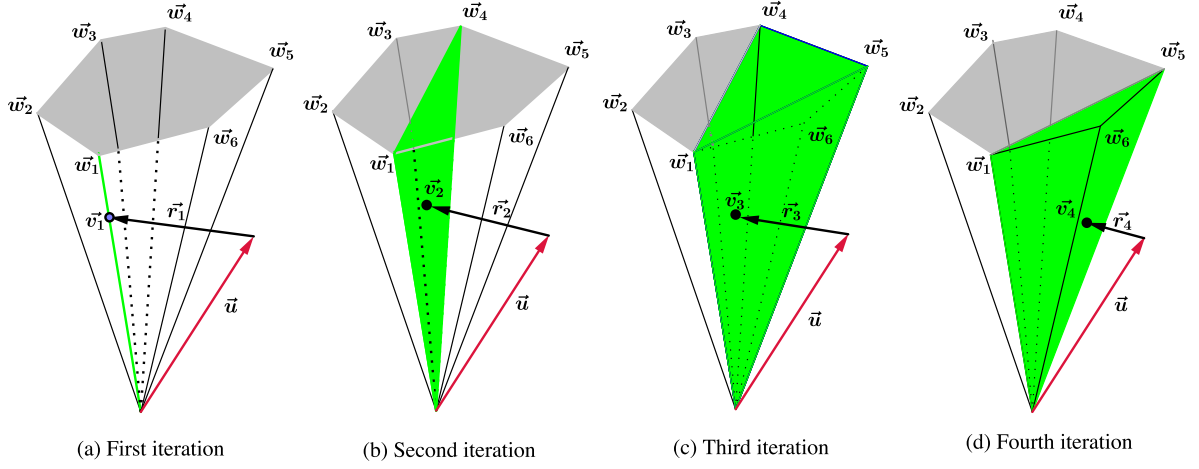 w⃗₄
w⃗₃
w⃗₅
w⃗₂
w⃗₆
w⃗₁
v⃗₁
r⃗₁
u⃗
(a) First iteration
w⃗₄
w⃗₃
w⃗₅
w⃗₂
w⃗₆
w⃗₁
v⃗₂
r⃗₂
u⃗
(b) Second iteration
w⃗₄
w⃗₃
w⃗₅
w⃗₂
w⃗₆
w⃗₁
v⃗₃
r⃗₃
u⃗
(c) Third iteration
w⃗₄
w⃗₃
w⃗₅
w⃗₂
w⃗₆
w⃗₁
v⃗₄
r⃗₄
u⃗
(d) Fourth iteration